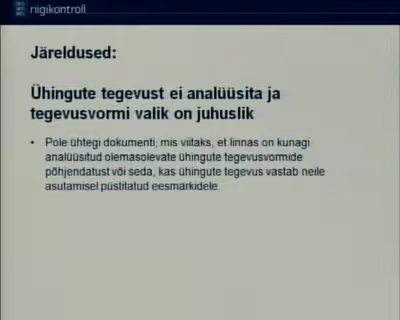 riigikontroll
Järeldused:
Ühingute tegevust ei analüüsita ja
tegevusvormi valik on juhuslik
• Pole ühtegi dokumenti, mis viitaks, et linnas on kunagi
analüüsitud olemasolevate ühingute tegevusvormide
põhjendatust või seda, kas ühingute tegevus vastab neile
asutamisel püstitatud eesmärkidele.